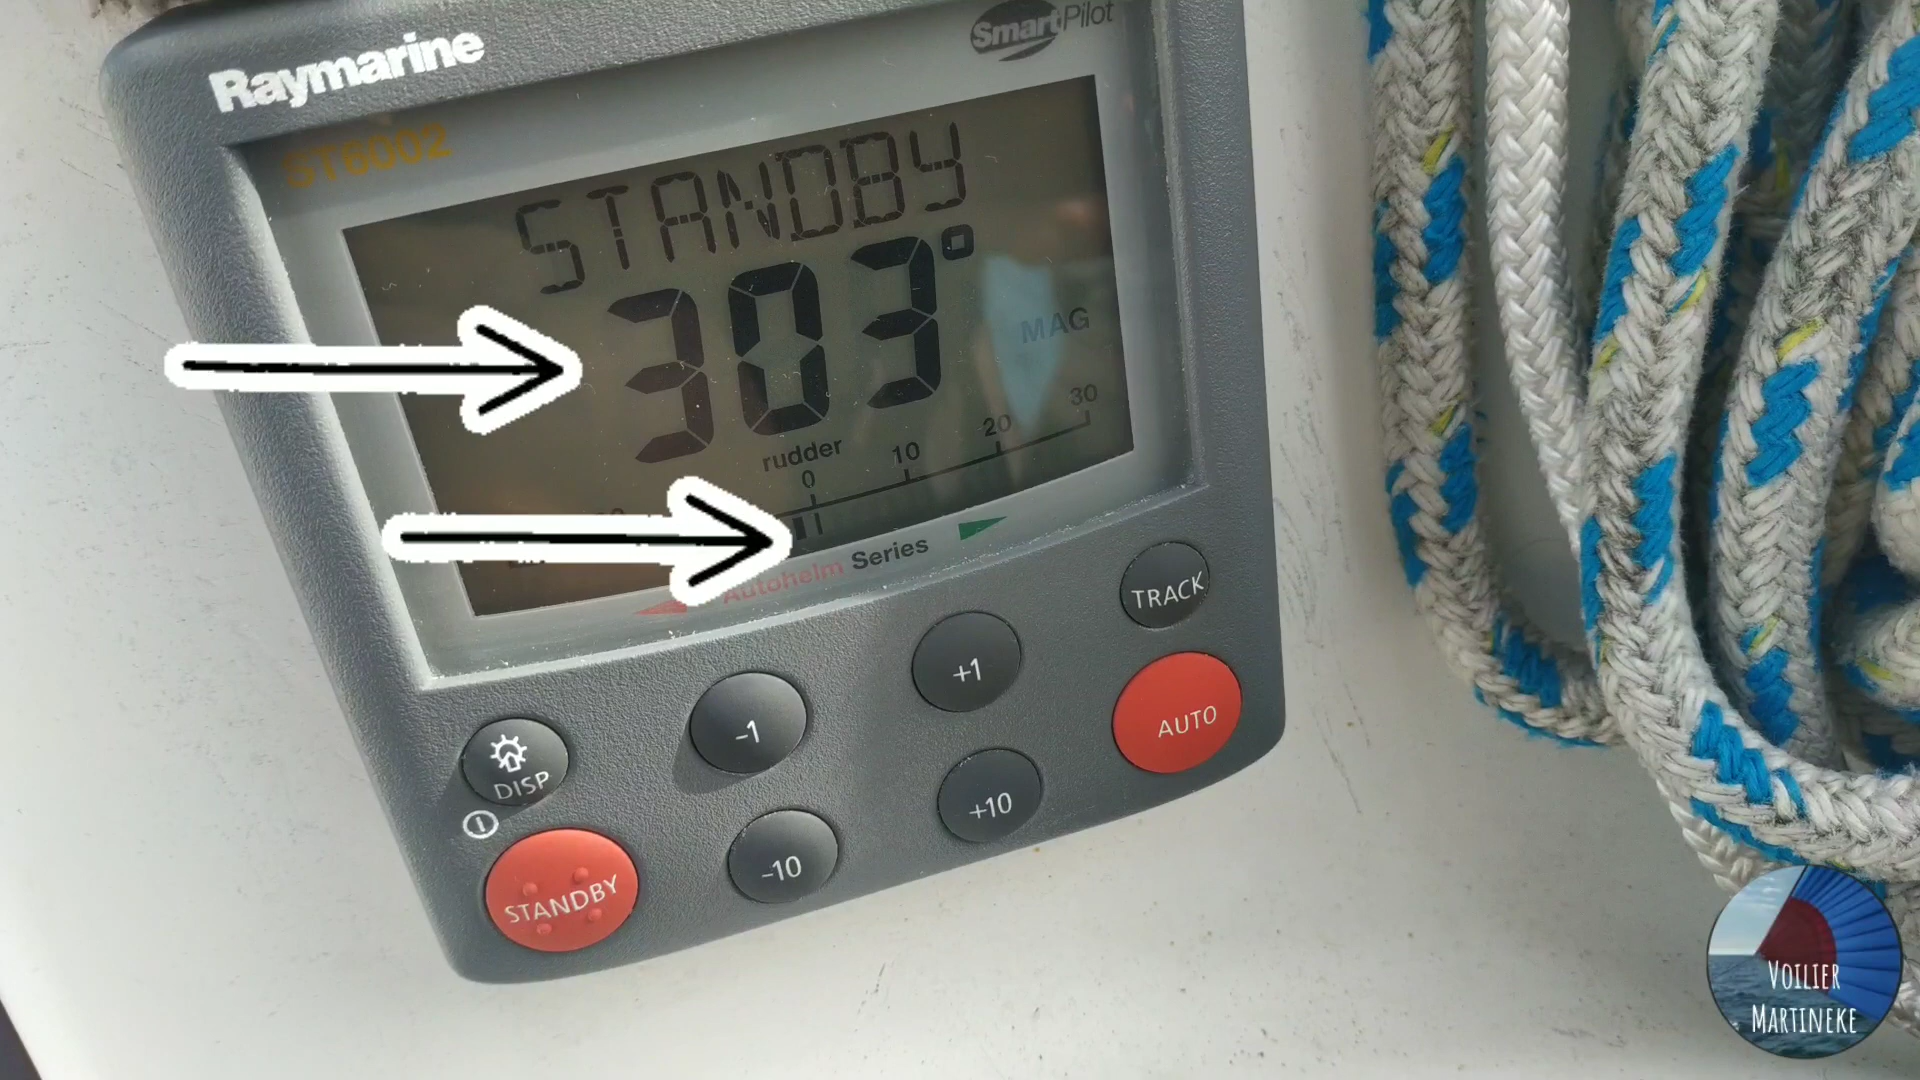 Raymarine
SmartPilot
ST6002
STANDBY
303°
MAG
rudder
0 10 20 30
Autohelm Series
TRACK
-1 +1
AUTO
DISP
-10 +10
STANDBY
VOILIER
MARTINEKE